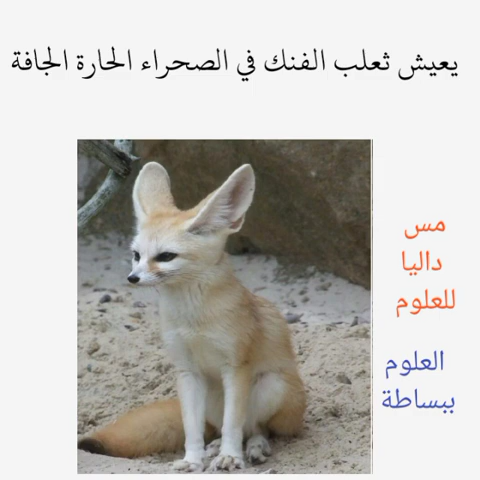 يعيش ثعلب الفنك في الصحراء الحارة الجافة
مس
داليا
للعلوم
العلوم
ببساطة